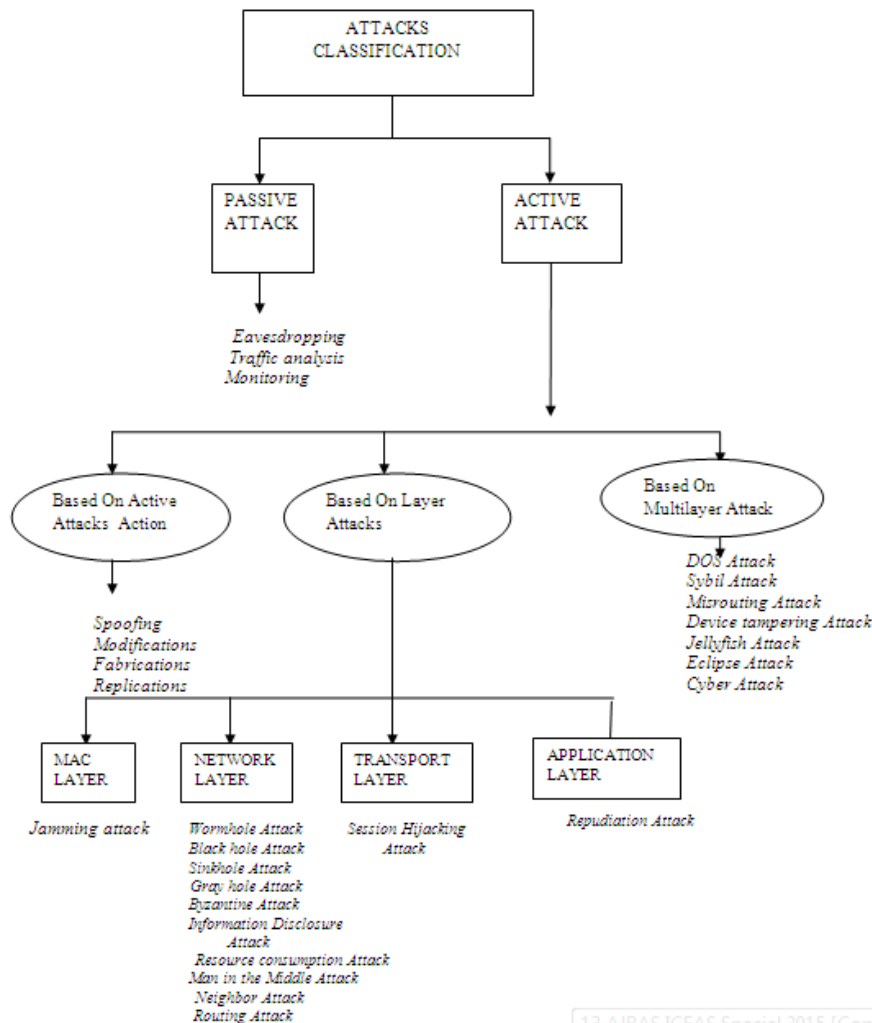 ATTACKS
CLASSIFICATION
PASSIVE
ATTACK
ACTIVE
ATTACK
Eavesdropping
Traffic analysis
Monitoring
Based On Active
Attacks Action
Based On Layer
Attacks
Based On
Multilayer Attack
Spoofing
Modifications
Fabrications
Replications
DOS Attack
Sybil Attack
Misrouting Attack
Device tampering Attack
Jellyfish Attack
Eclipse Attack
Cyber Attack
MAC
LAYER
NETWORK
LAYER
TRANSPORT
LAYER
APPLICATION
LAYER
Jamming attack
Wormhole Attack
Black hole Attack
Sinkhole Attack
Gray hole Attack
Byzantine Attack
Information Disclosure
Attack
Resource consumption Attack
Man in the Middle Attack
Neighbor Attack
Routing Attack
Session Hijacking
Attack
Repudiation Attack